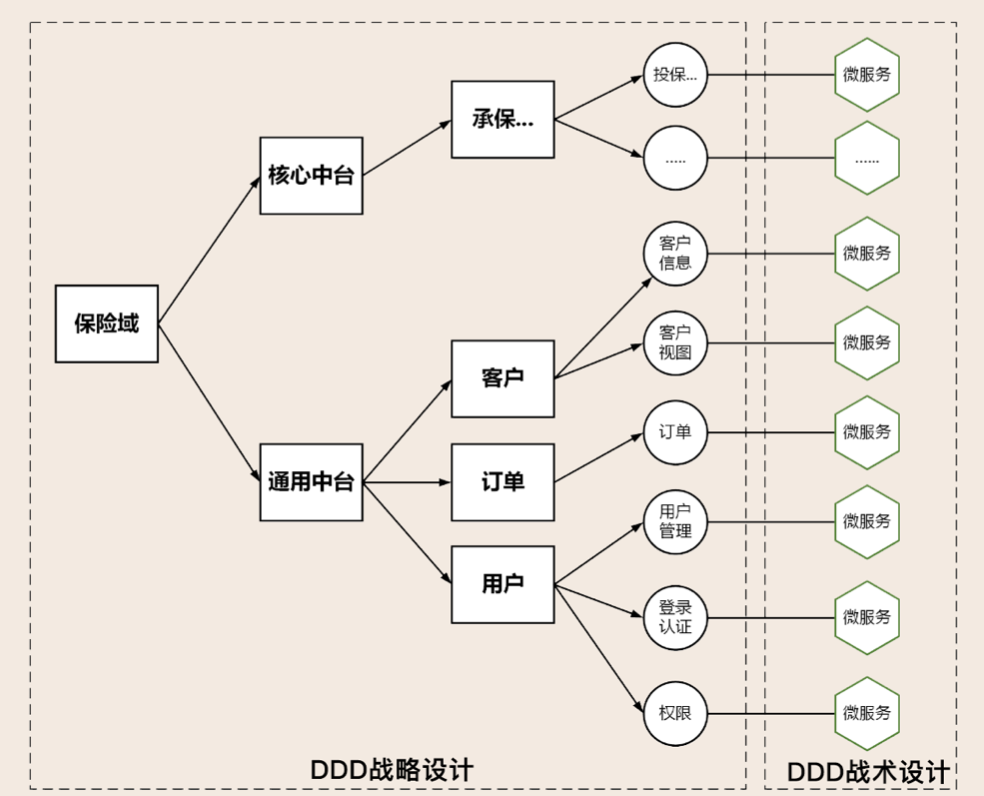 投保...
微服务
承保...
.....
......
核心中台
客户
信息
微服务
保险域
客户
视图
微服务
客户
订单
微服务
通用中台
订单
用户
管理
微服务
用户
登录
认证
微服务
权限
微服务
DDD战略设计
DDD战术设计